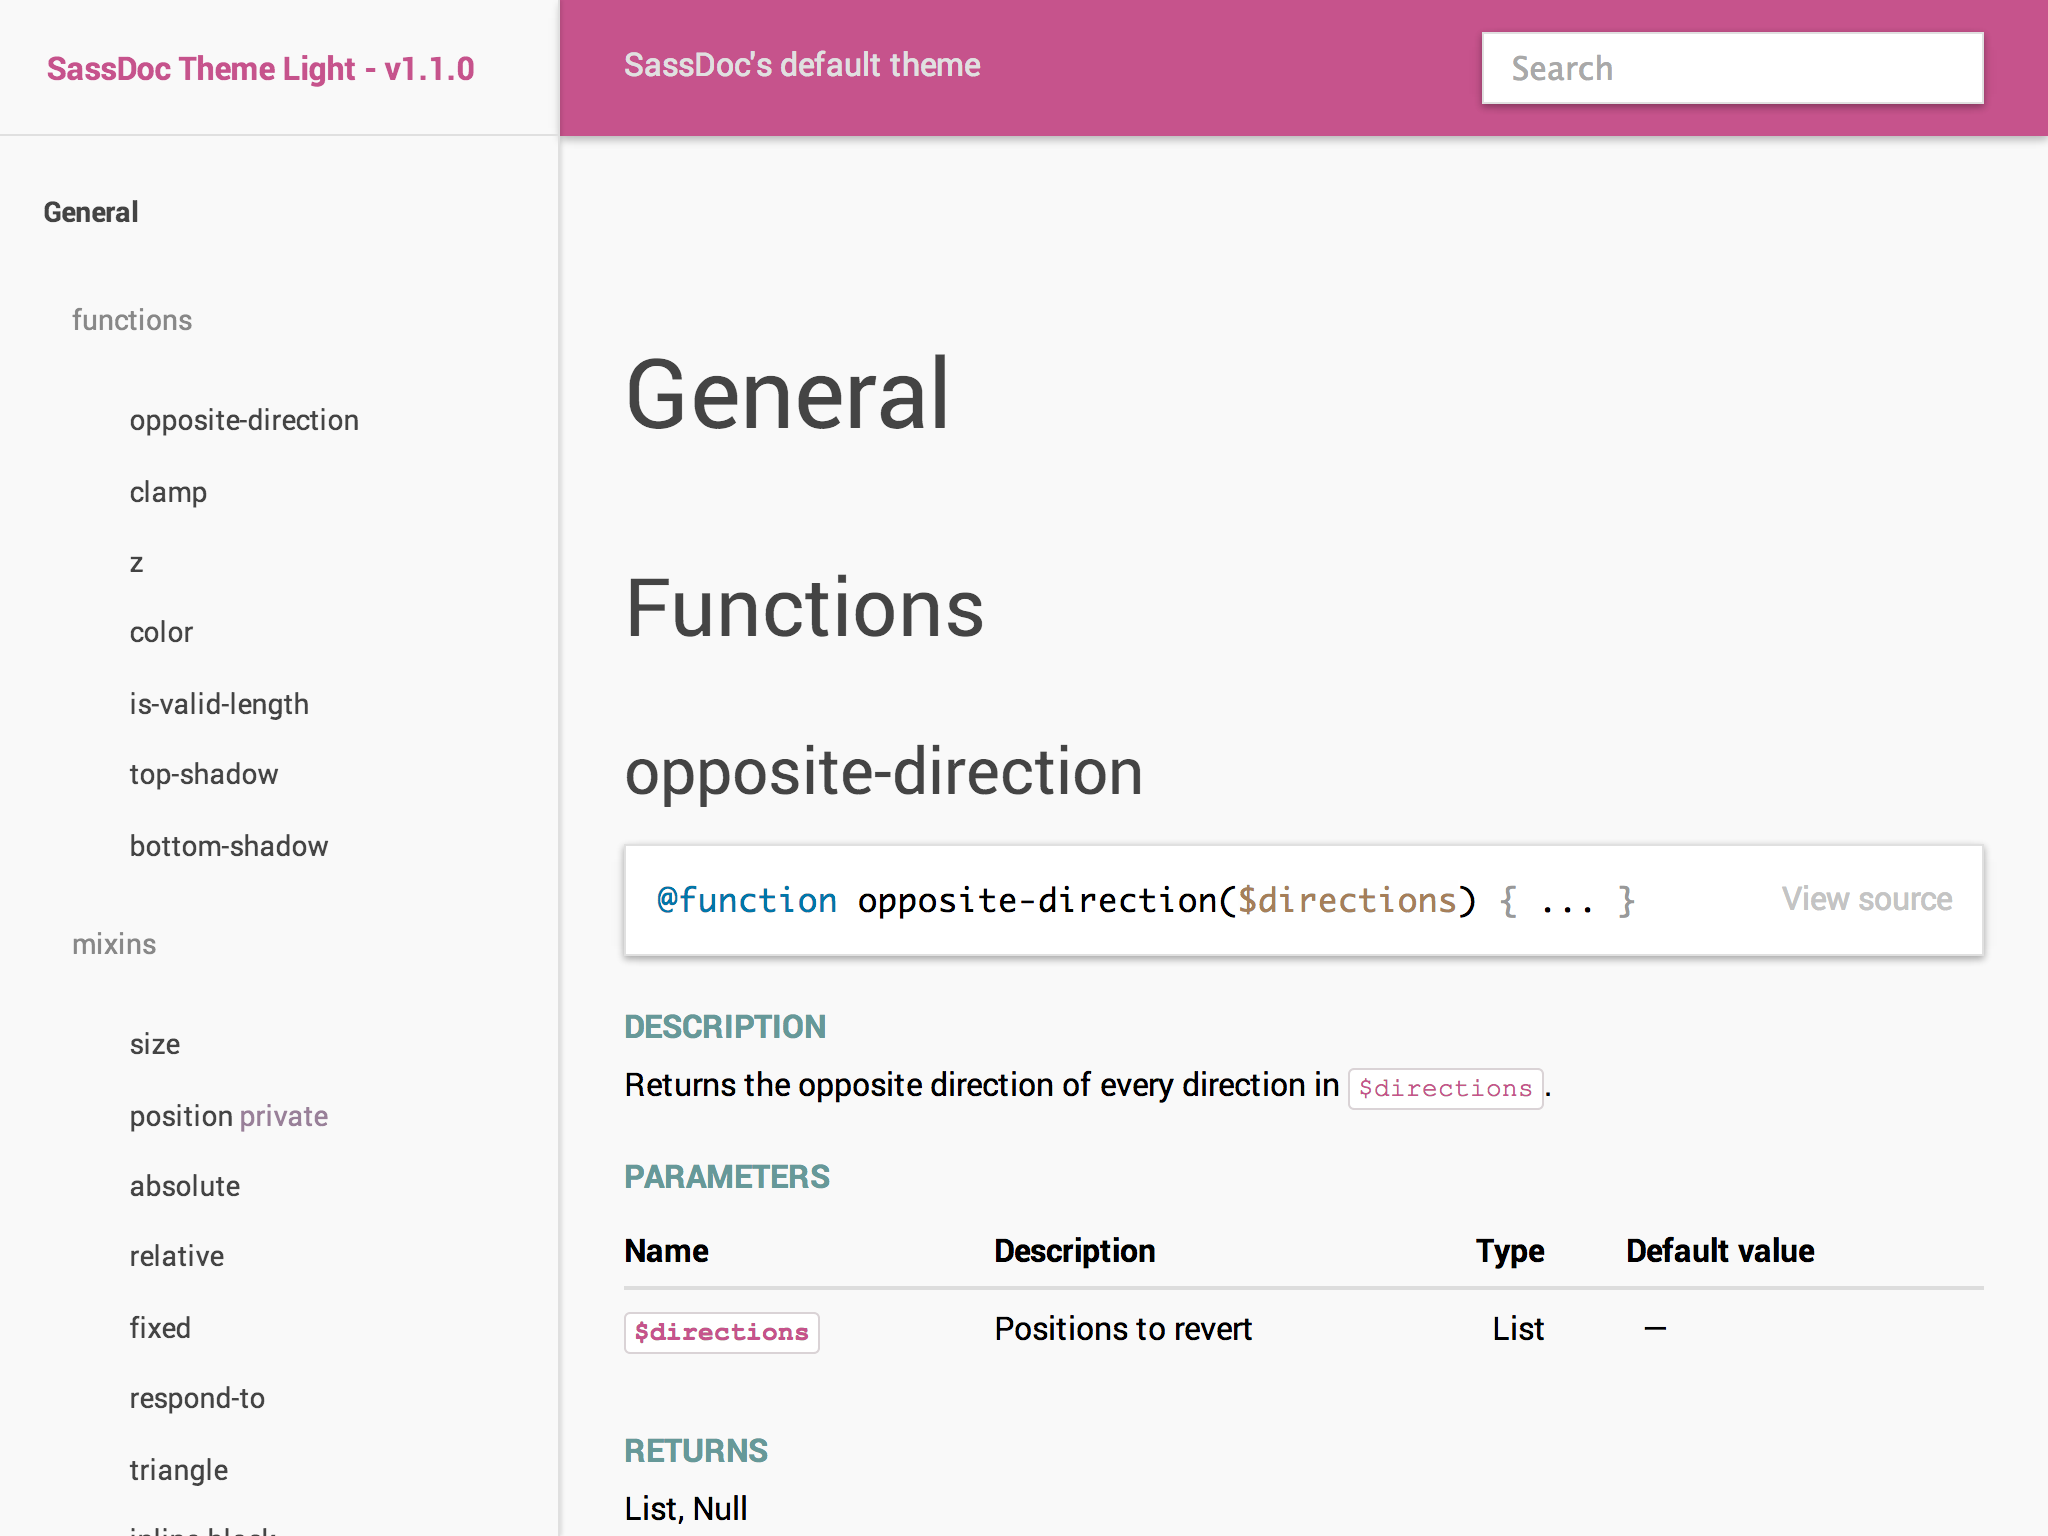 SassDoc Theme Light - v1.1.0
General
functions
opposite-direction
clamp
z
color
is-valid-length
top-shadow
bottom-shadow
mixins
size
position private
absolute
relative
fixed
respond-to
triangle
inline-block
SassDoc's default theme
Search
General
Functions
opposite-direction
@function opposite-direction($directions) { ... } View source
DESCRIPTION
Returns the opposite direction of every direction in $directions.
PARAMETERS
Name Description Type Default value
$directions Positions to revert List —
RETURNS
List, Null